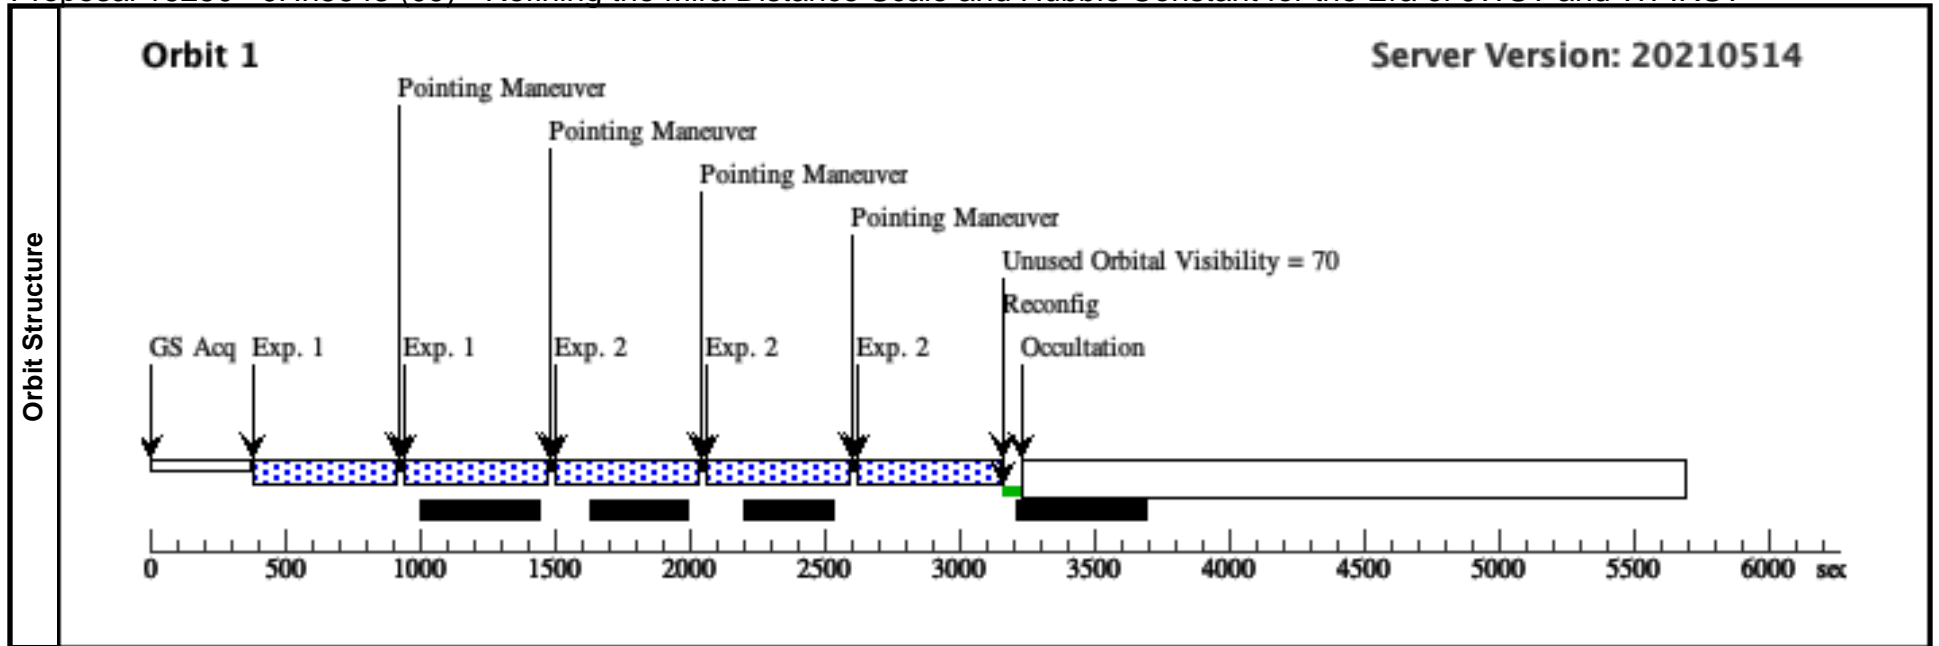 Orbit 1
Server Version: 20210514
Pointing Maneuver
Pointing Maneuver
Pointing Maneuver
Pointing Maneuver
Unused Orbital Visibility = 70
Reconfig
GS Acq Exp. 1 Exp. 1 Exp. 2 Exp. 2 Exp. 2 Occultation
Orbit Structure
0 500 1000 1500 2000 2500 3000 3500 4000 4500 5000 5500 6000 sec